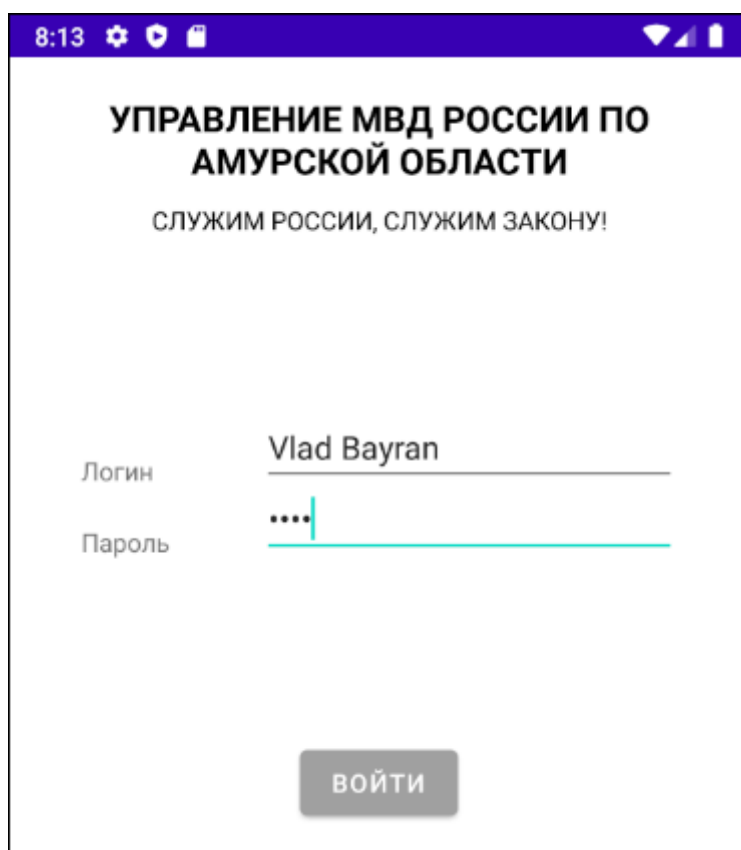 8:13
УПРАВЛЕНИЕ МВД РОССИИ ПО
АМУРСКОЙ ОБЛАСТИ
СЛУЖИМ РОССИИ, СЛУЖИМ ЗАКОНУ!
Логин
Vlad Bayran
Пароль
••••
ВОЙТИ